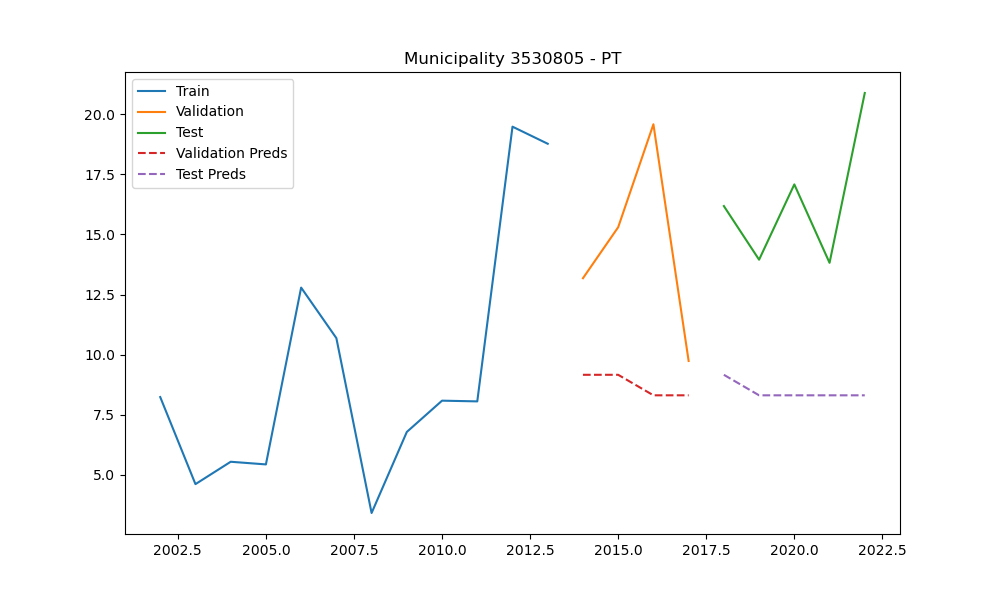 Municipality 3530805 - PT
Train
Validation
Test
Validation Preds
Test Preds
20.0
17.5
15.0
12.5
10.0
7.5
5.0
2002.5 2005.0 2007.5 2010.0 2012.5 2015.0 2017.5 2020.0 2022.5